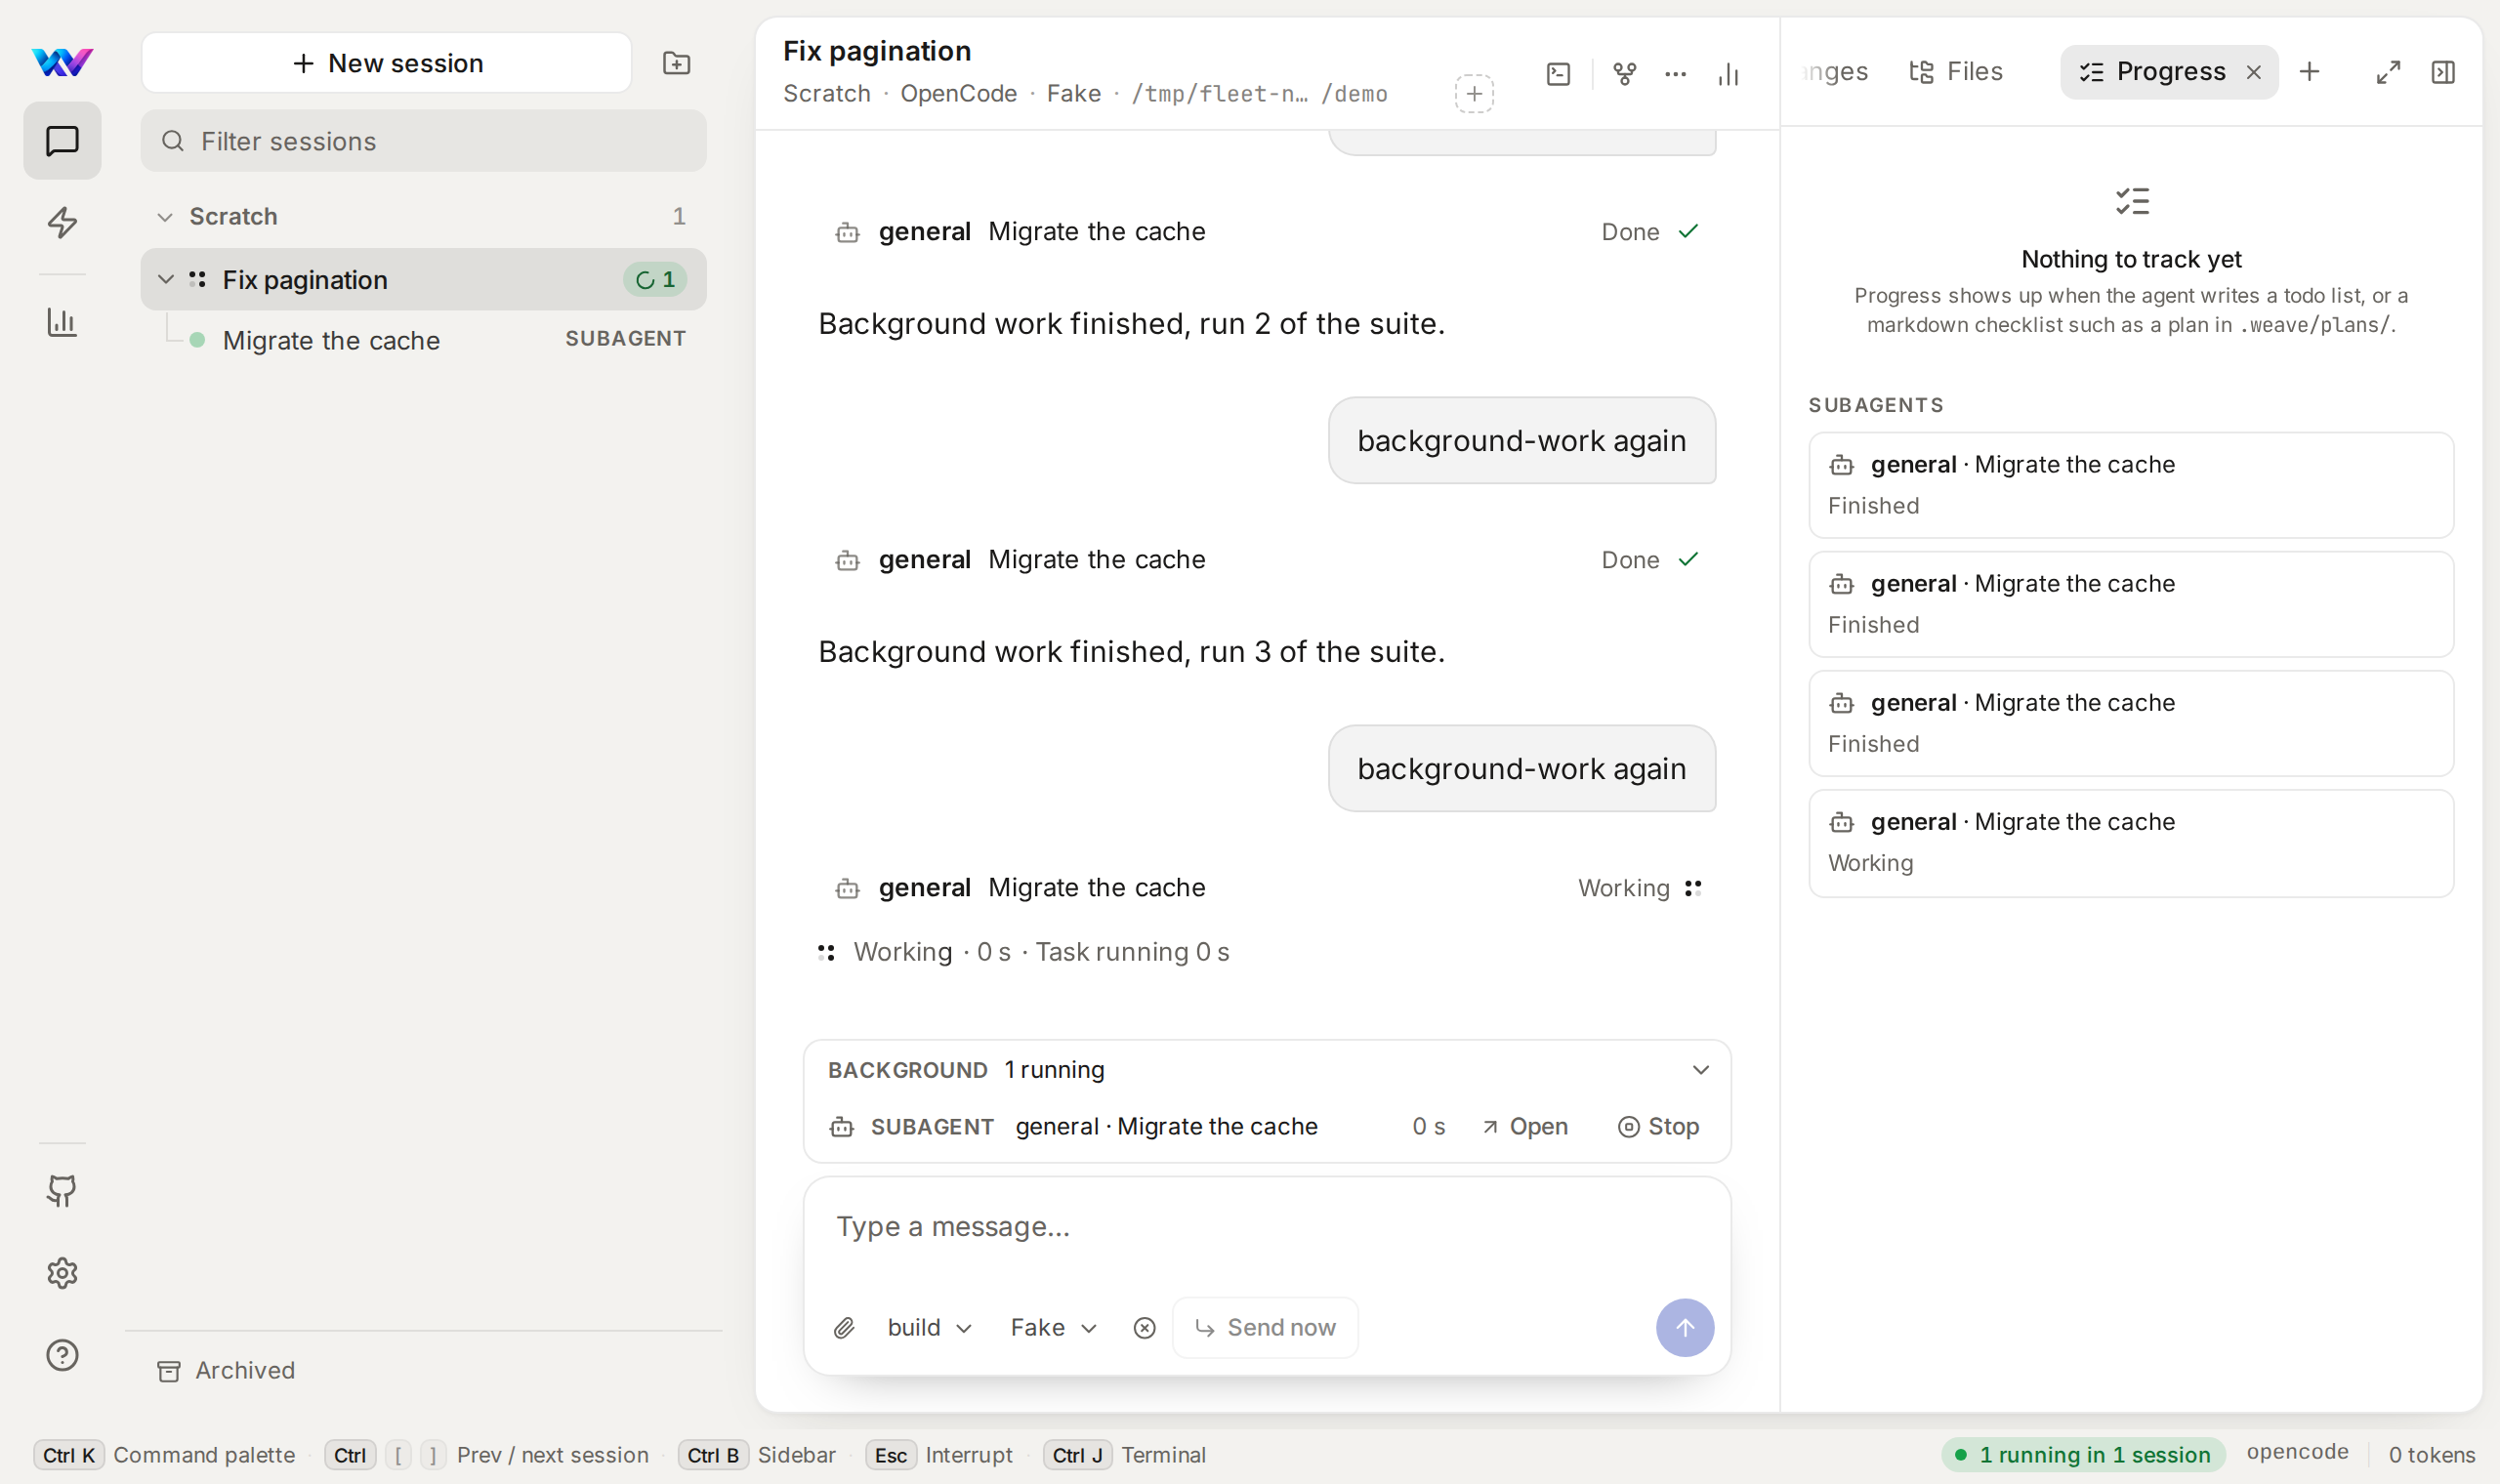 New session
Filter sessions
Scratch 1
Fix pagination 1
Migrate the cache SUBAGENT
Archived
Fix pagination
Scratch · OpenCode · Fake · /tmp/fleet-n… /demo
general Migrate the cache Done
Background work finished, run 2 of the suite.
background-work again
general Migrate the cache Done
Background work finished, run 3 of the suite.
background-work again
general Migrate the cache Working
Working · 0 s · Task running 0 s
BACKGROUND 1 running
SUBAGENT general · Migrate the cache 0 s Open Stop
Type a message...
build Fake Send now
anges Files Progress
Nothing to track yet
Progress shows up when the agent writes a todo list, or a
markdown checklist such as a plan in .weave/plans/.
SUBAGENTS
general · Migrate the cache
Finished
general · Migrate the cache
Finished
general · Migrate the cache
Finished
general · Migrate the cache
Working
Ctrl K Command palette · Ctrl [ ] Prev / next session · Ctrl B Sidebar · Esc Interrupt · Ctrl J Terminal
1 running in 1 session opencode 0 tokens